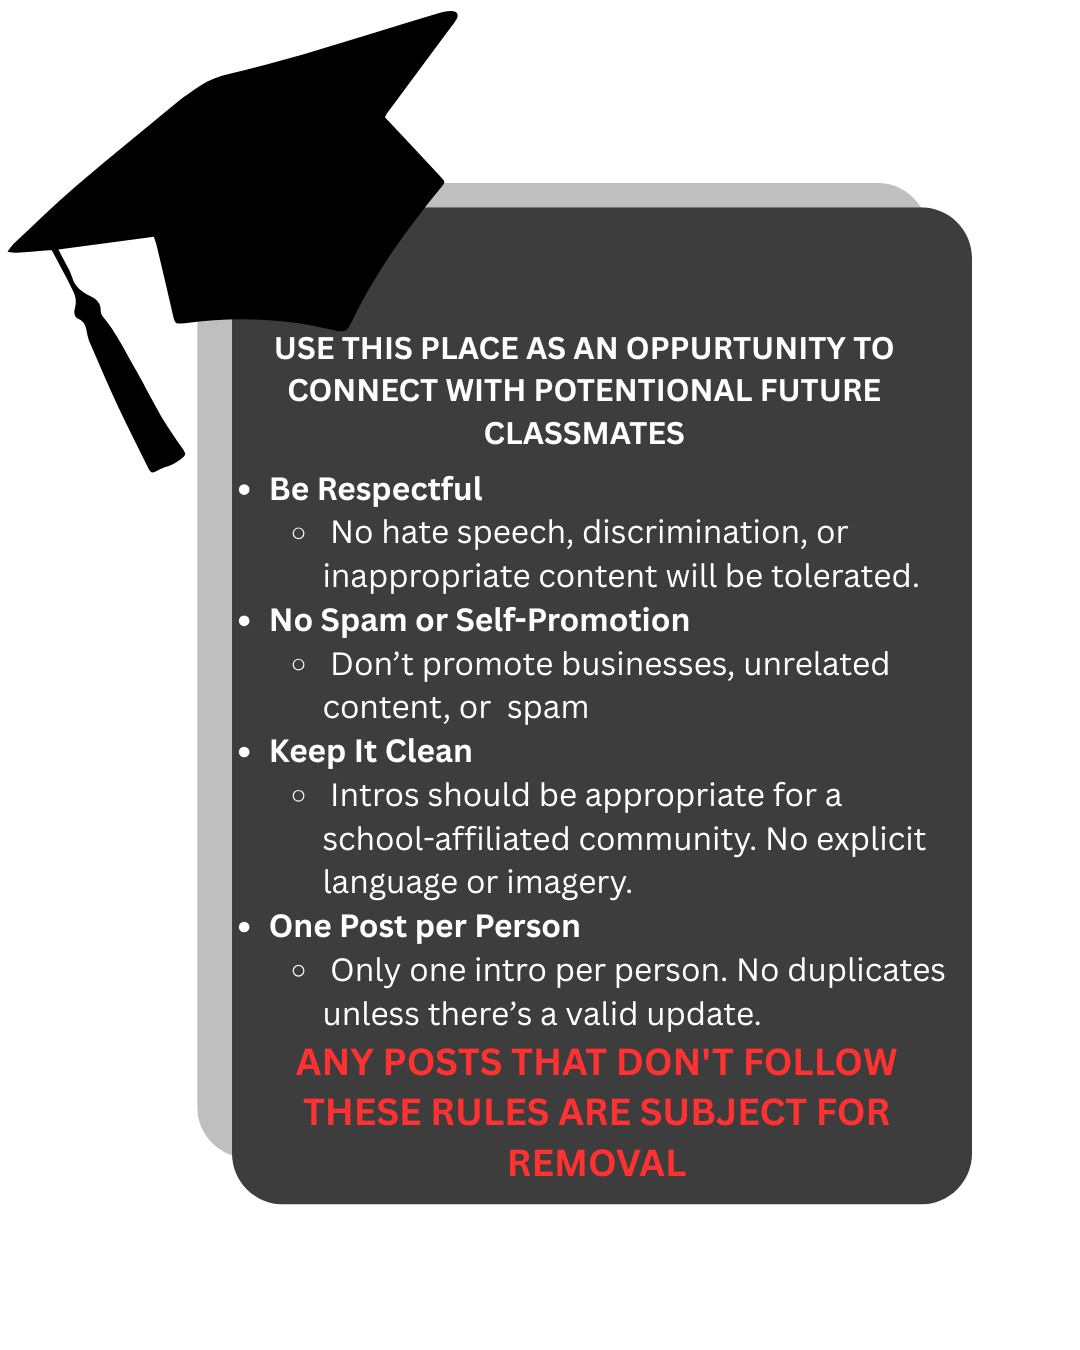 USE THIS PLACE AS AN OPPURTUNITY TO
CONNECT WITH POTENTIONAL FUTURE
CLASSMATES
• Be Respectful
◦ No hate speech, discrimination, or
inappropriate content will be tolerated.
• No Spam or Self-Promotion
◦ Don’t promote businesses, unrelated
content, or  spam
• Keep It Clean
◦ Intros should be appropriate for a
school-affiliated community. No explicit
language or imagery.
• One Post per Person
◦ Only one intro per person. No duplicates
unless there’s a valid update.
ANY POSTS THAT DON'T FOLLOW
THESE RULES ARE SUBJECT FOR
REMOVAL